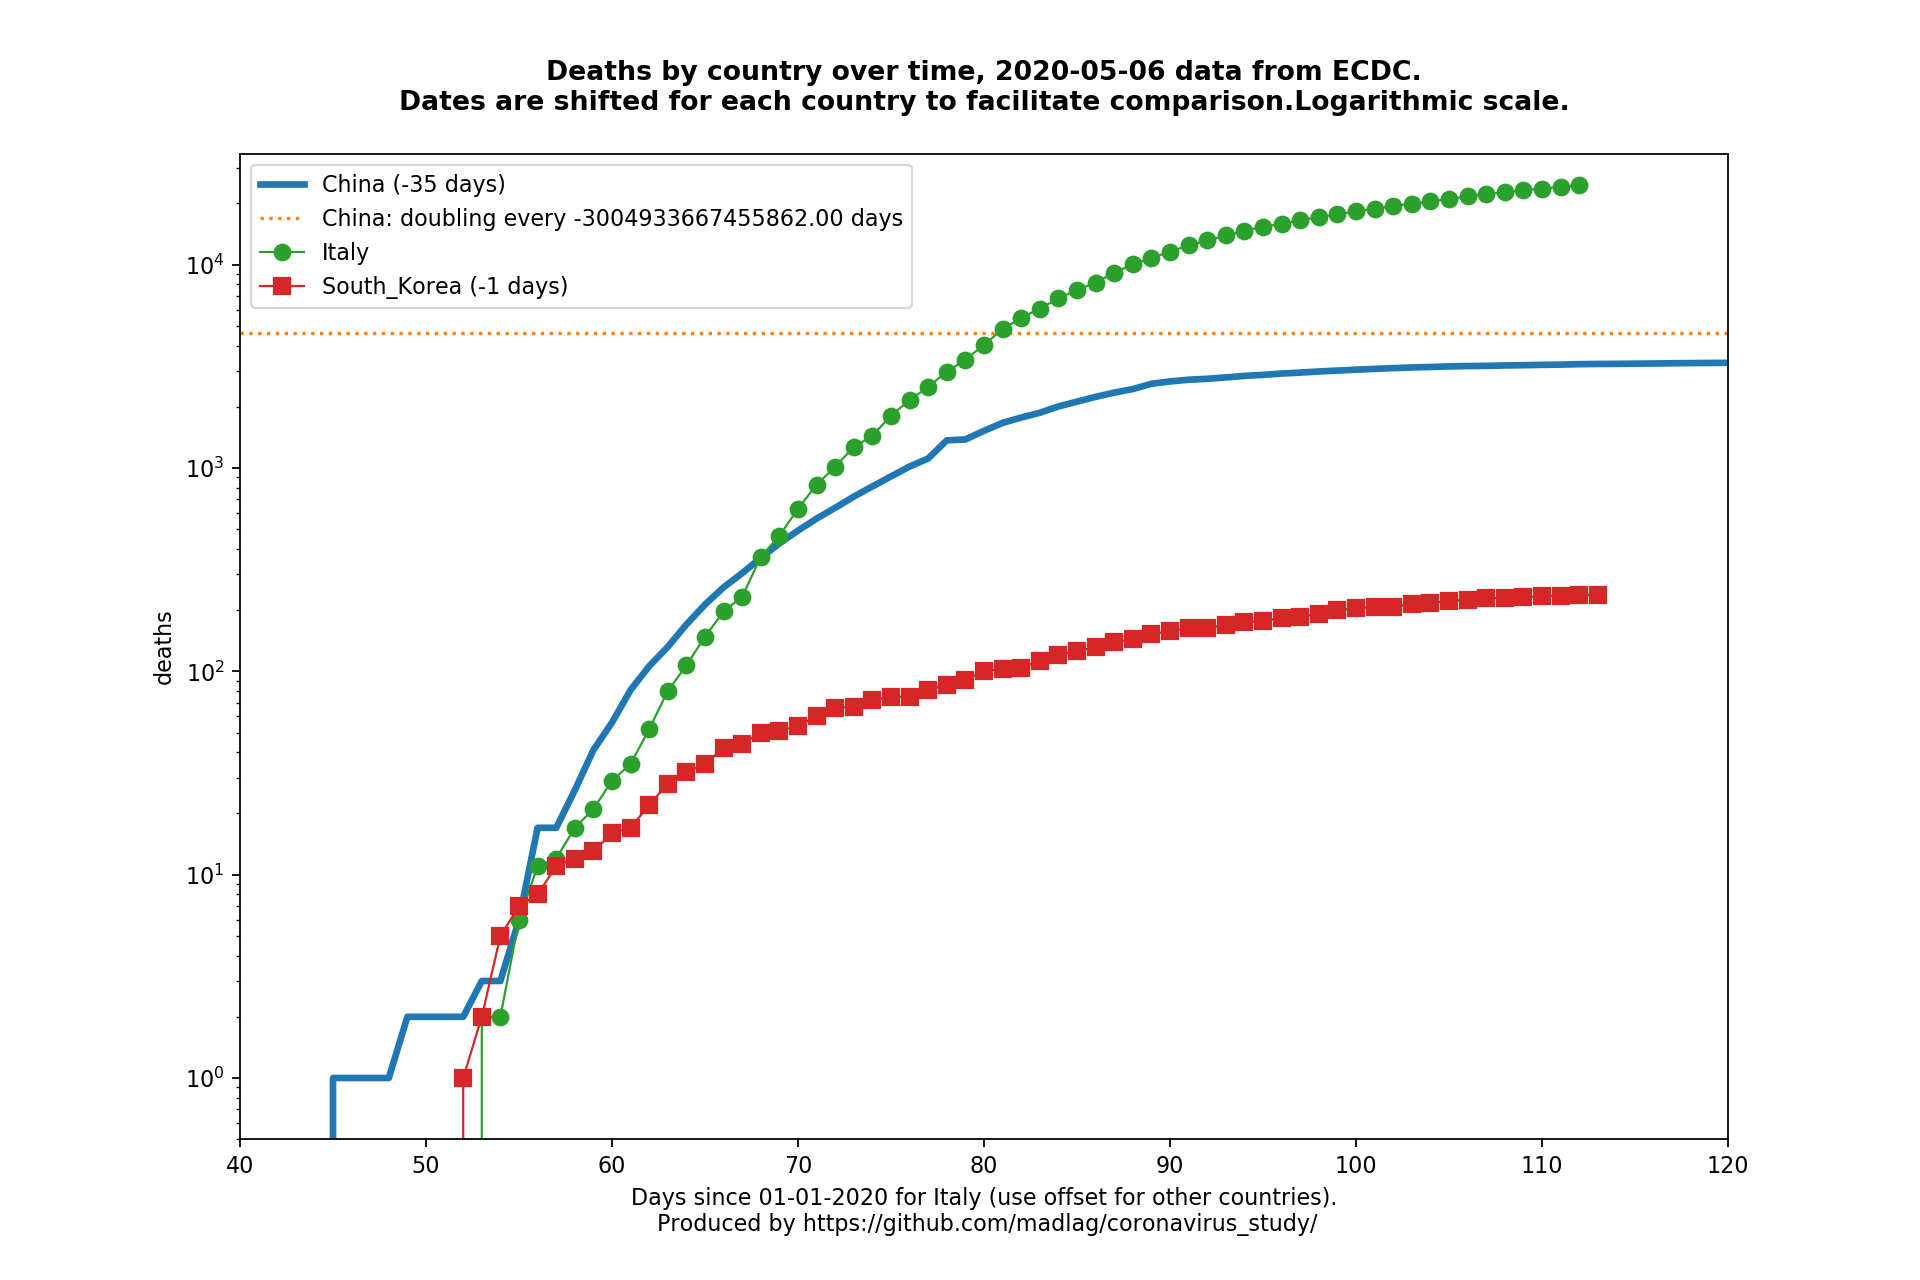 Deaths by country over time, 2020-05-06 data from ECDC.
Dates are shifted for each country to facilitate comparison.Logarithmic scale.
China (-35 days)
China: doubling every -3004933667455862.00 days
Italy
South_Korea (-1 days)
10^4
10^3
10^2
10^1
10^0
deaths
40 50 60 70 80 90 100 110 120
Days since 01-01-2020 for Italy (use offset for other countries).
Produced by https://github.com/madlag/coronavirus_study/